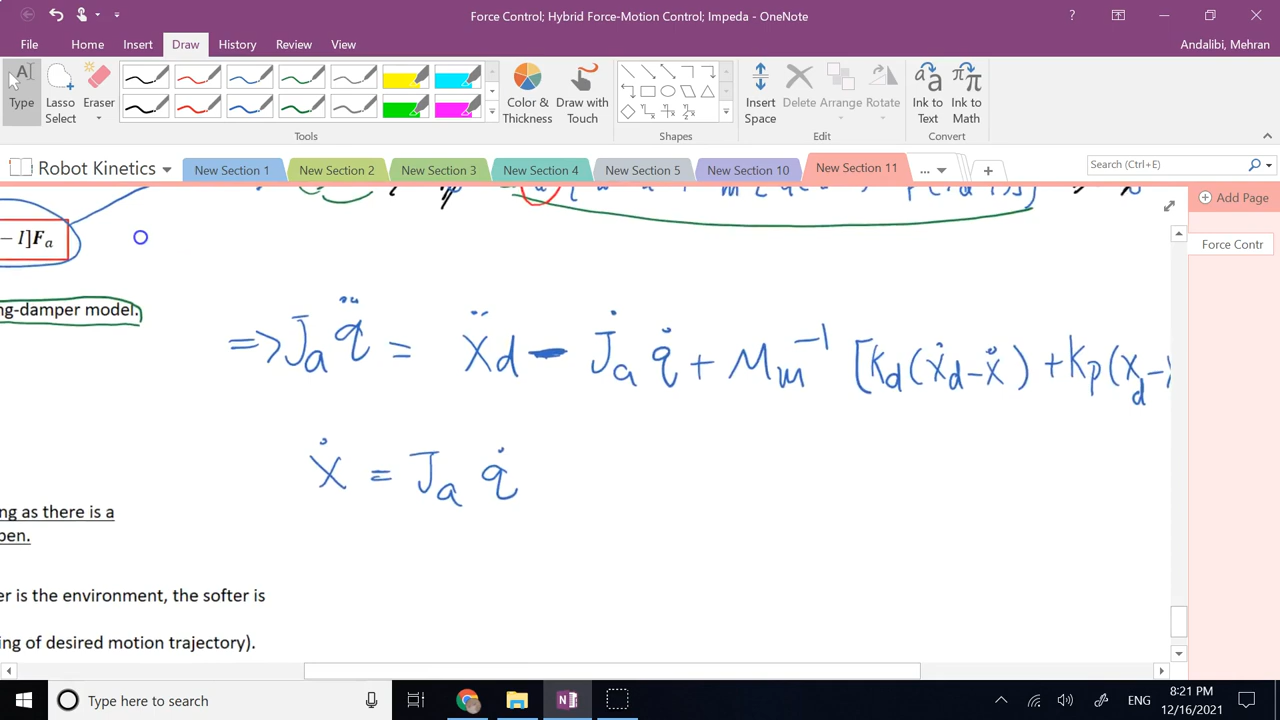 Force Control; Hybrid Force-Motion Control; Impeda - OneNote
?
File Home Insert Draw History Review View
Andalibi, Mehran
Type
Lasso Select
Eraser
Color & Thickness
Draw with Touch
Insert Space
Delete
Arrange
Rotate
Ink to Text
Ink to Math
Tools Shapes Edit Convert
Robot Kinetics New Section 1 New Section 2 New Section 3 New Section 4 New Section 5 New Section 10 New Section 11 ...
Search (Ctrl+E)
Add Page
Force Contr
– I]Fₐ
ng-damper model.
⇒ Jₐ q̈ = Ẍd - J̇ₐ q̇ + Mₘ⁻¹ [Kd(Ẋd-Ẋ) + Kp(Xd-X
Ẋ = Jₐ q̇
ng as there is a
pen.
er is the environment, the softer is
ing of desired motion trajectory).
Type here to search
ENG
8:21 PM
12/16/2021